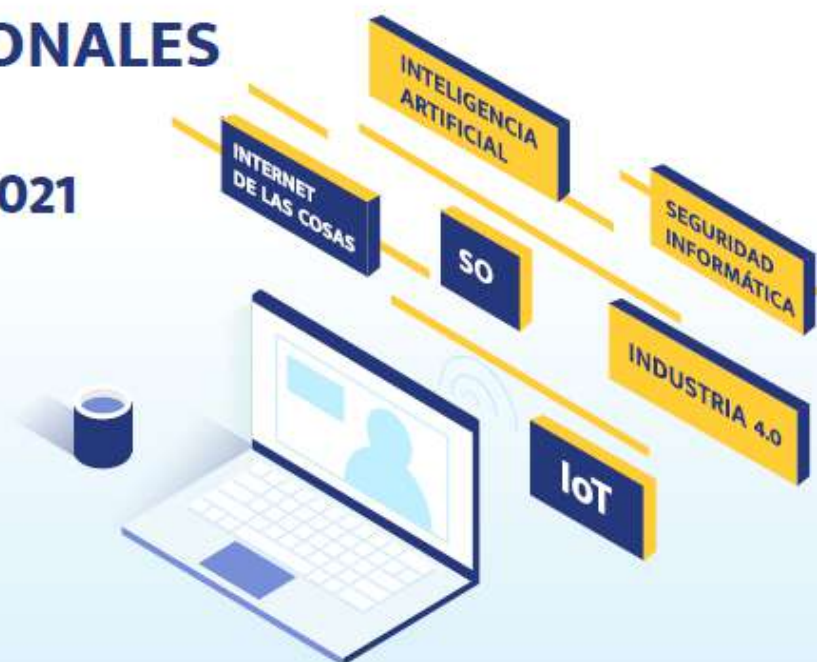 ONALES
021
INTELIGENCIA
ARTIFICIAL
INTERNET
DE LAS COSAS
SO
SEGURIDAD
INFORMÁTICA
INDUSTRIA 4.0
IoT